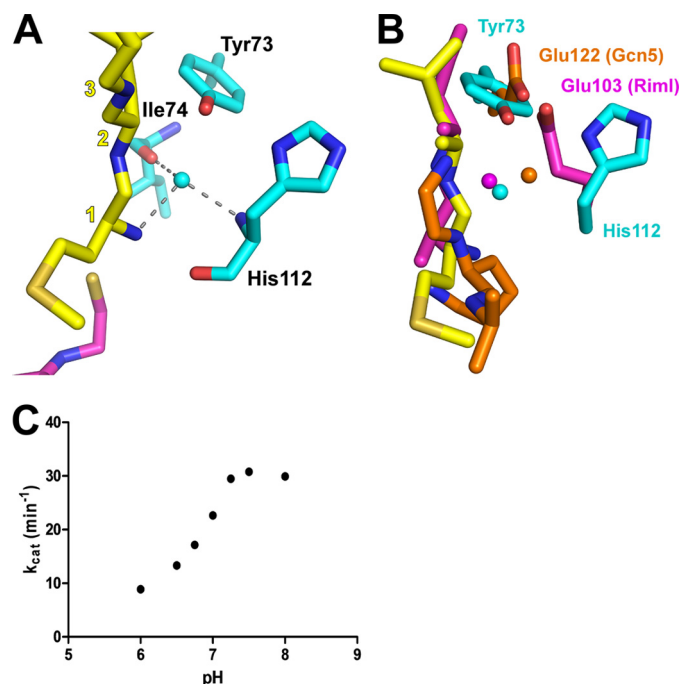 A
Tyr73
3
Ile74
2
1
His112
B
Tyr73
Glu122 (Gcn5)
Glu103 (RimI)
His112
C
40
30
20
10
0
5 6 7 8 9
kcat (min⁻¹)
pH